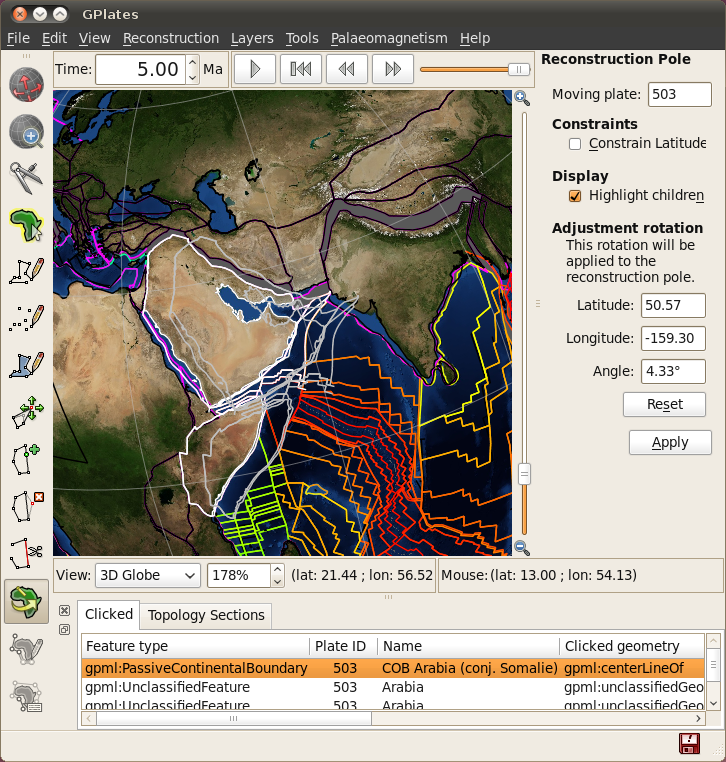 GPlates
File Edit View Reconstruction Layers Tools Palaeomagnetism Help
Time: 5.00 Ma
Reconstruction Pole
Moving plate: 503
Constraints
Constrain Latitude
Display
Highlight children
Adjustment rotation
This rotation will be
applied to the
reconstruction pole.
Latitude: 50.57
Longitude: -159.30
Angle: 4.33°
Reset
Apply
View: 3D Globe 178% (lat: 21.44 ; lon: 56.52 Mouse: (lat: 13.00 ; lon: 54.13)
Clicked Topology Sections
Feature type Plate ID Name Clicked geometry
gpml:PassiveContinentalBoundary 503 COB Arabia (conj. Somalie) gpml:centerLineOf
gpml:UnclassifiedFeature 503 Arabia gpml:unclassifiedGeo
gpml:UnclassifiedFeature 503 Arabia gpml:unclassifiedGeo